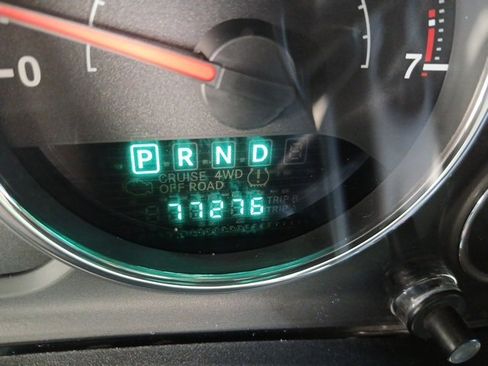 0
7
P R N D
CRUISE 4WD
OFF ROAD
77276
TRIP B
TRIP